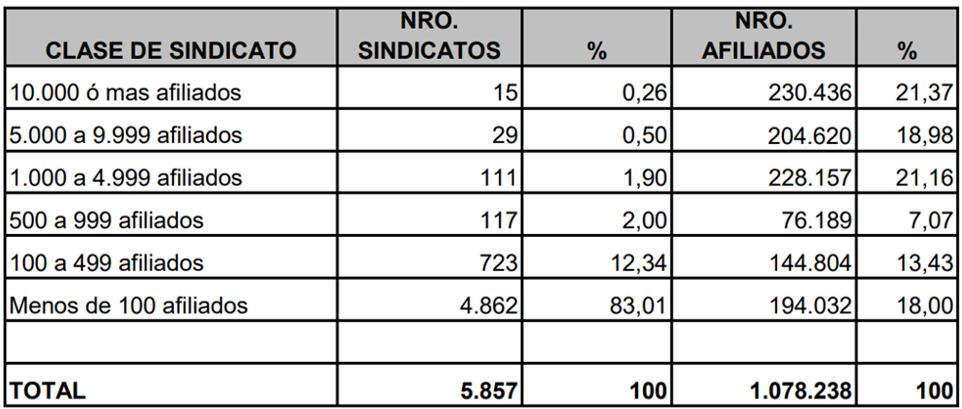 CLASE DE SINDICATO NRO. SINDICATOS % NRO. AFILIADOS %
10.000 ó mas afiliados 15 0,26 230.436 21,37
5.000 a 9.999 afiliados 29 0,50 204.620 18,98
1.000 a 4.999 afiliados 111 1,90 228.157 21,16
500 a 999 afiliados 117 2,00 76.189 7,07
100 a 499 afiliados 723 12,34 144.804 13,43
Menos de 100 afiliados 4.862 83,01 194.032 18,00
TOTAL 5.857 100 1.078.238 100